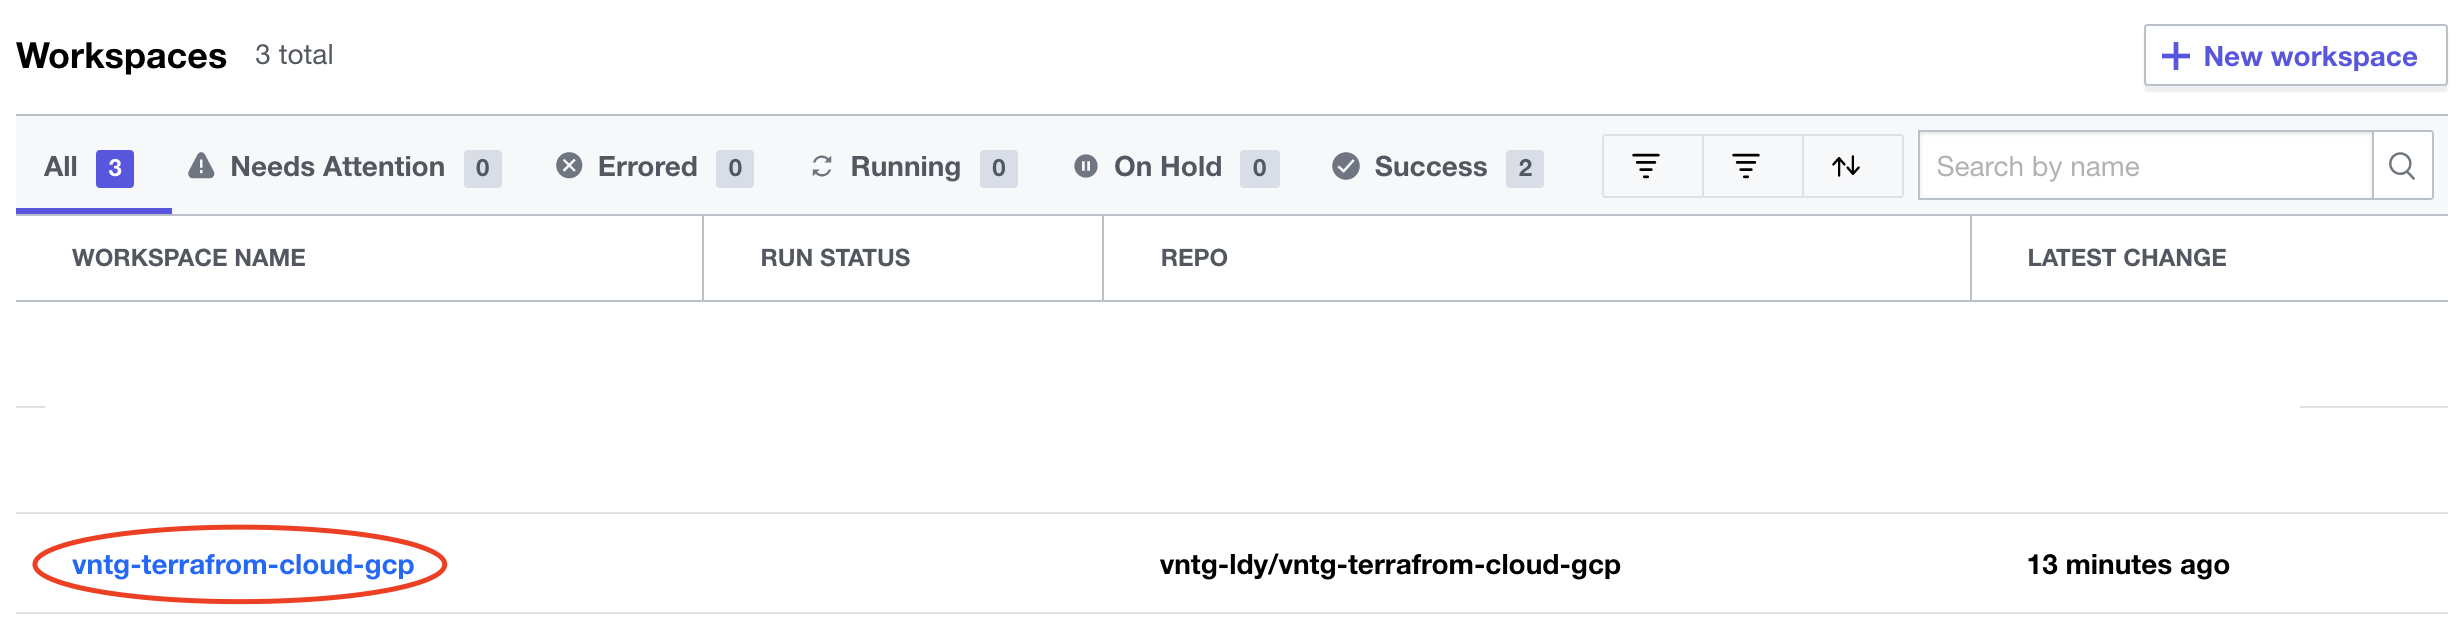 Workspaces 3 total
+ New workspace
All 3 Needs Attention 0 Errored 0 Running 0 On Hold 0 Success 2 Search by name
WORKSPACE NAME RUN STATUS REPO LATEST CHANGE
vntg-terrafrom-cloud-gcp vntg-ldy/vntg-terrafrom-cloud-gcp 13 minutes ago